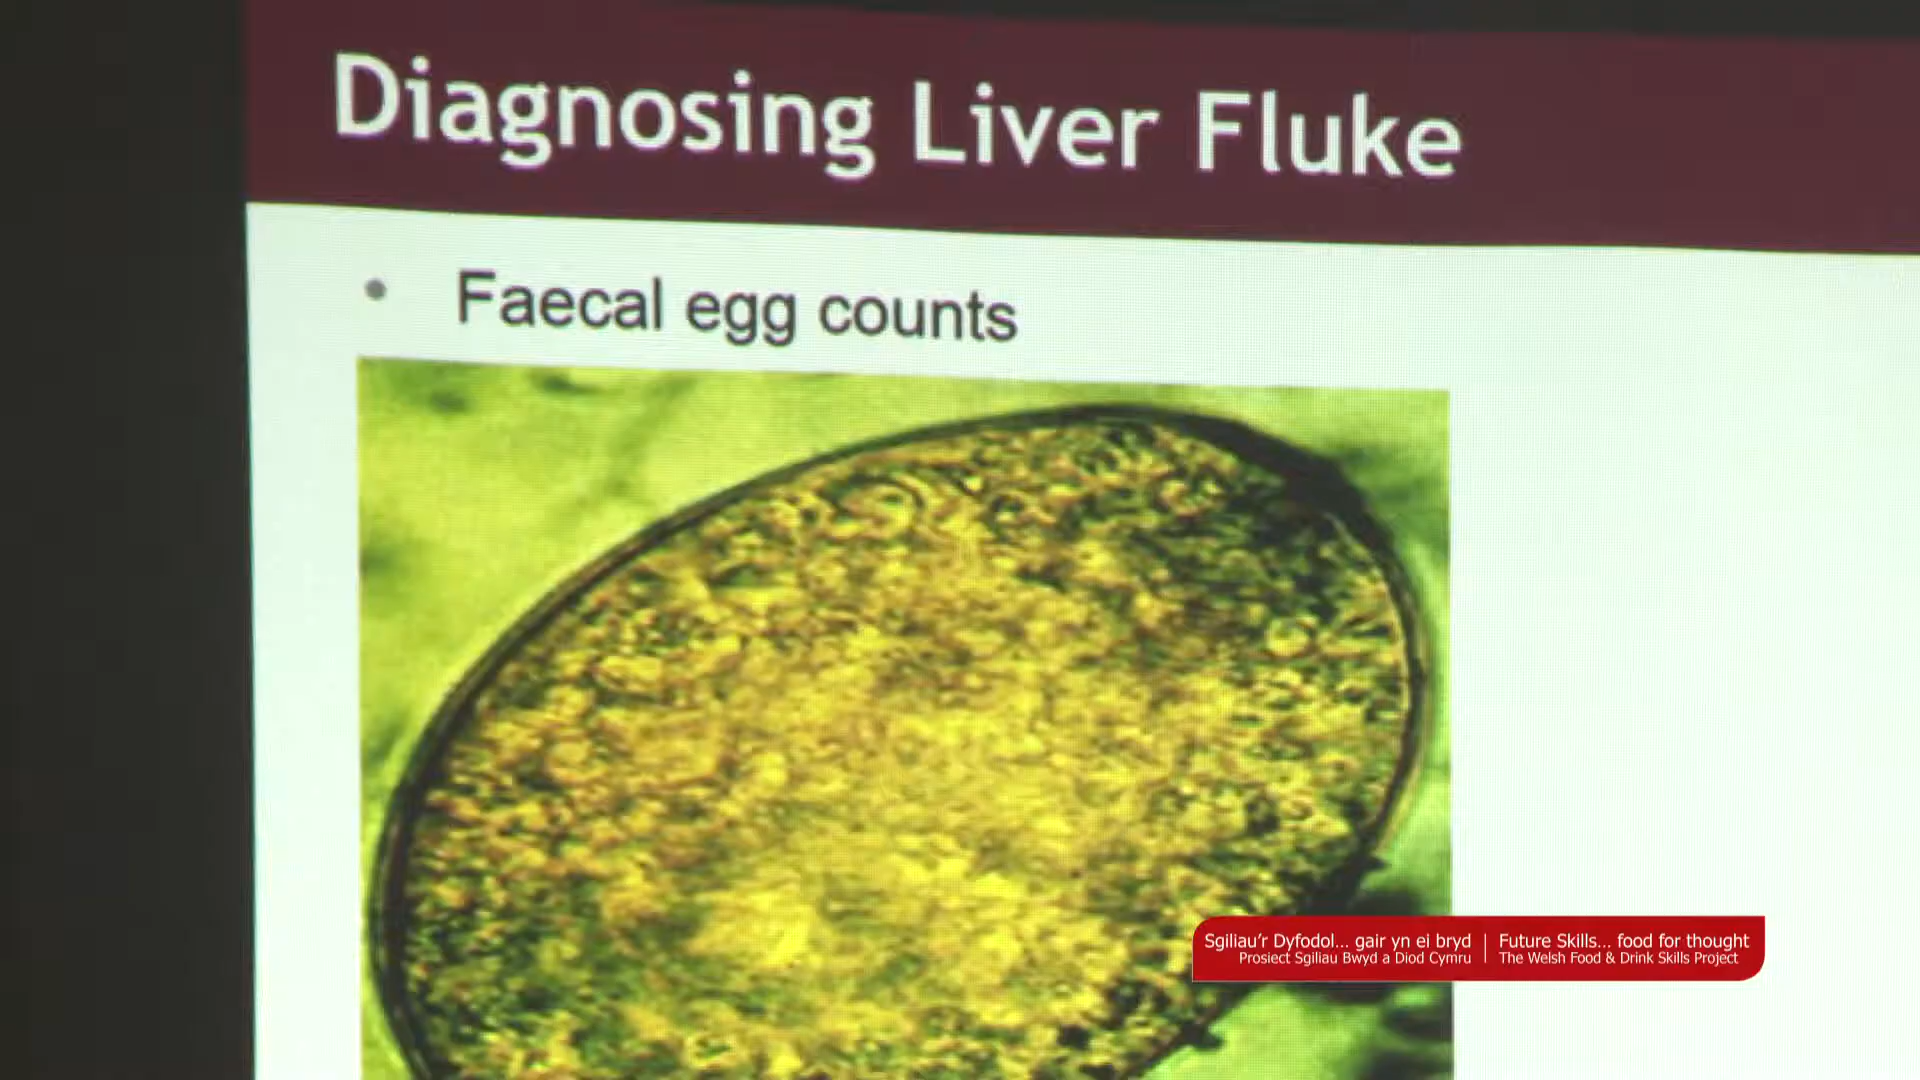 Diagnosing Liver Fluke
• Faecal egg counts
Sgiliau'r Dyfodol... gair yn ei bryd
Prosiect Sgiliau Bwyd a Diod Cymru
Future Skills... food for thought
The Welsh Food & Drink Skills Project